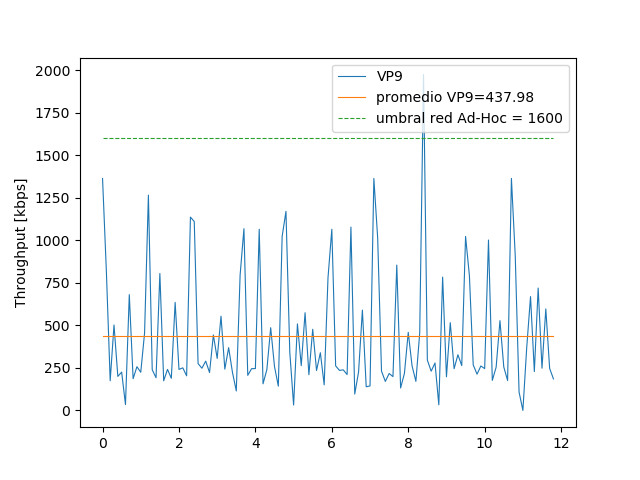 VP9
promedio VP9=437.98
umbral red Ad-Hoc = 1600
Throughput [kbps]
2000
1750
1500
1250
1000
750
500
250
0
0 2 4 6 8 10 12